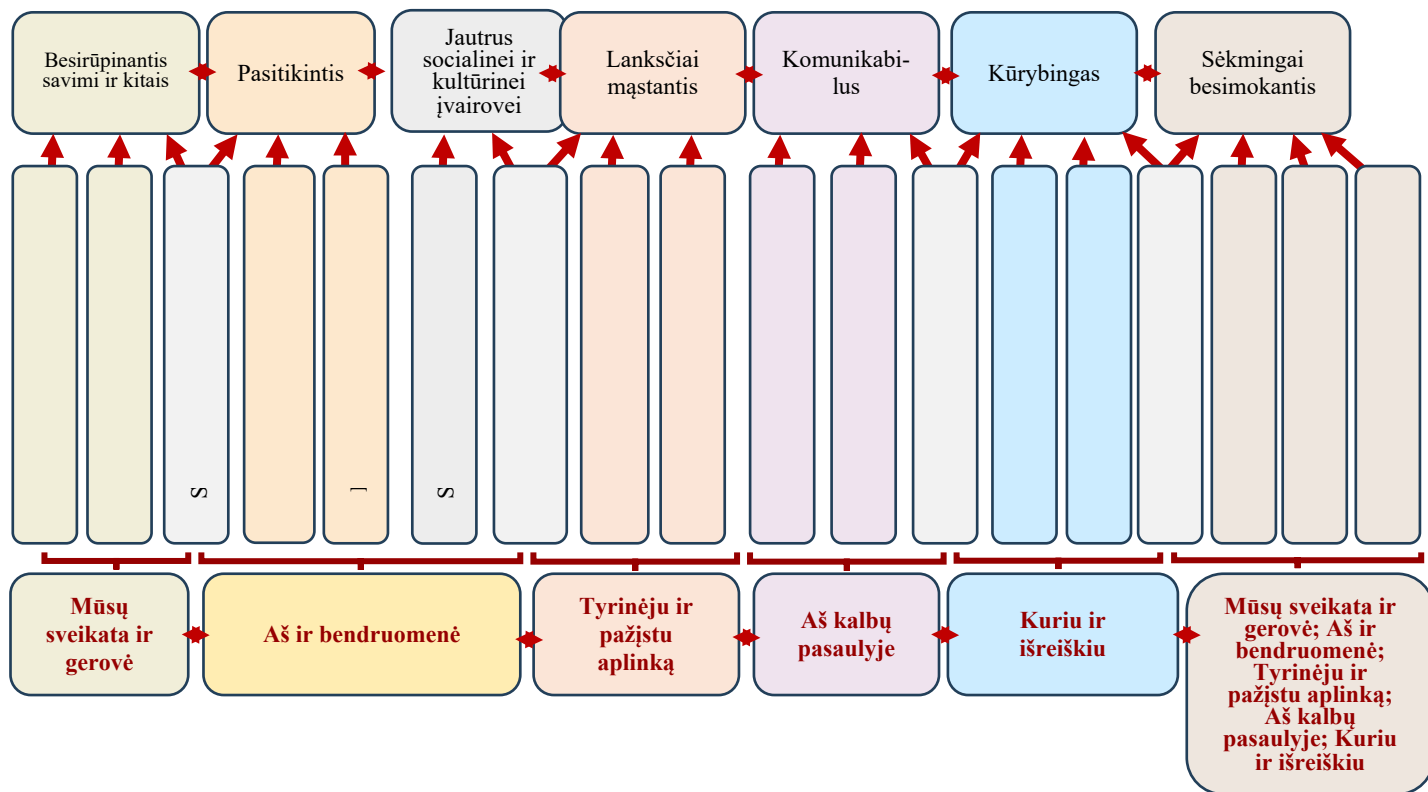 Besirūpinantis
savimi ir kitais
Pasitikintis
Jautrus
socialinei ir
kultūrinei
įvairovei
Lanksčiai
mąstantis
Komunikabi-
lus
Kūrybingas
Sėkmingai
besimokantis
S
S
Mūsų
sveikata ir
gerovė
Aš ir bendruomenė
Tyrinėju ir
pažįstu
aplinką
Aš kalbų
pasaulyje
Kuriu ir
išreiškiu
Mūsų sveikata ir
gerovė; Aš ir
bendruomenė;
Tyrinėju ir
pažįstu aplinką;
Aš kalbų
pasaulyje; Kuriu
ir išreiškiu